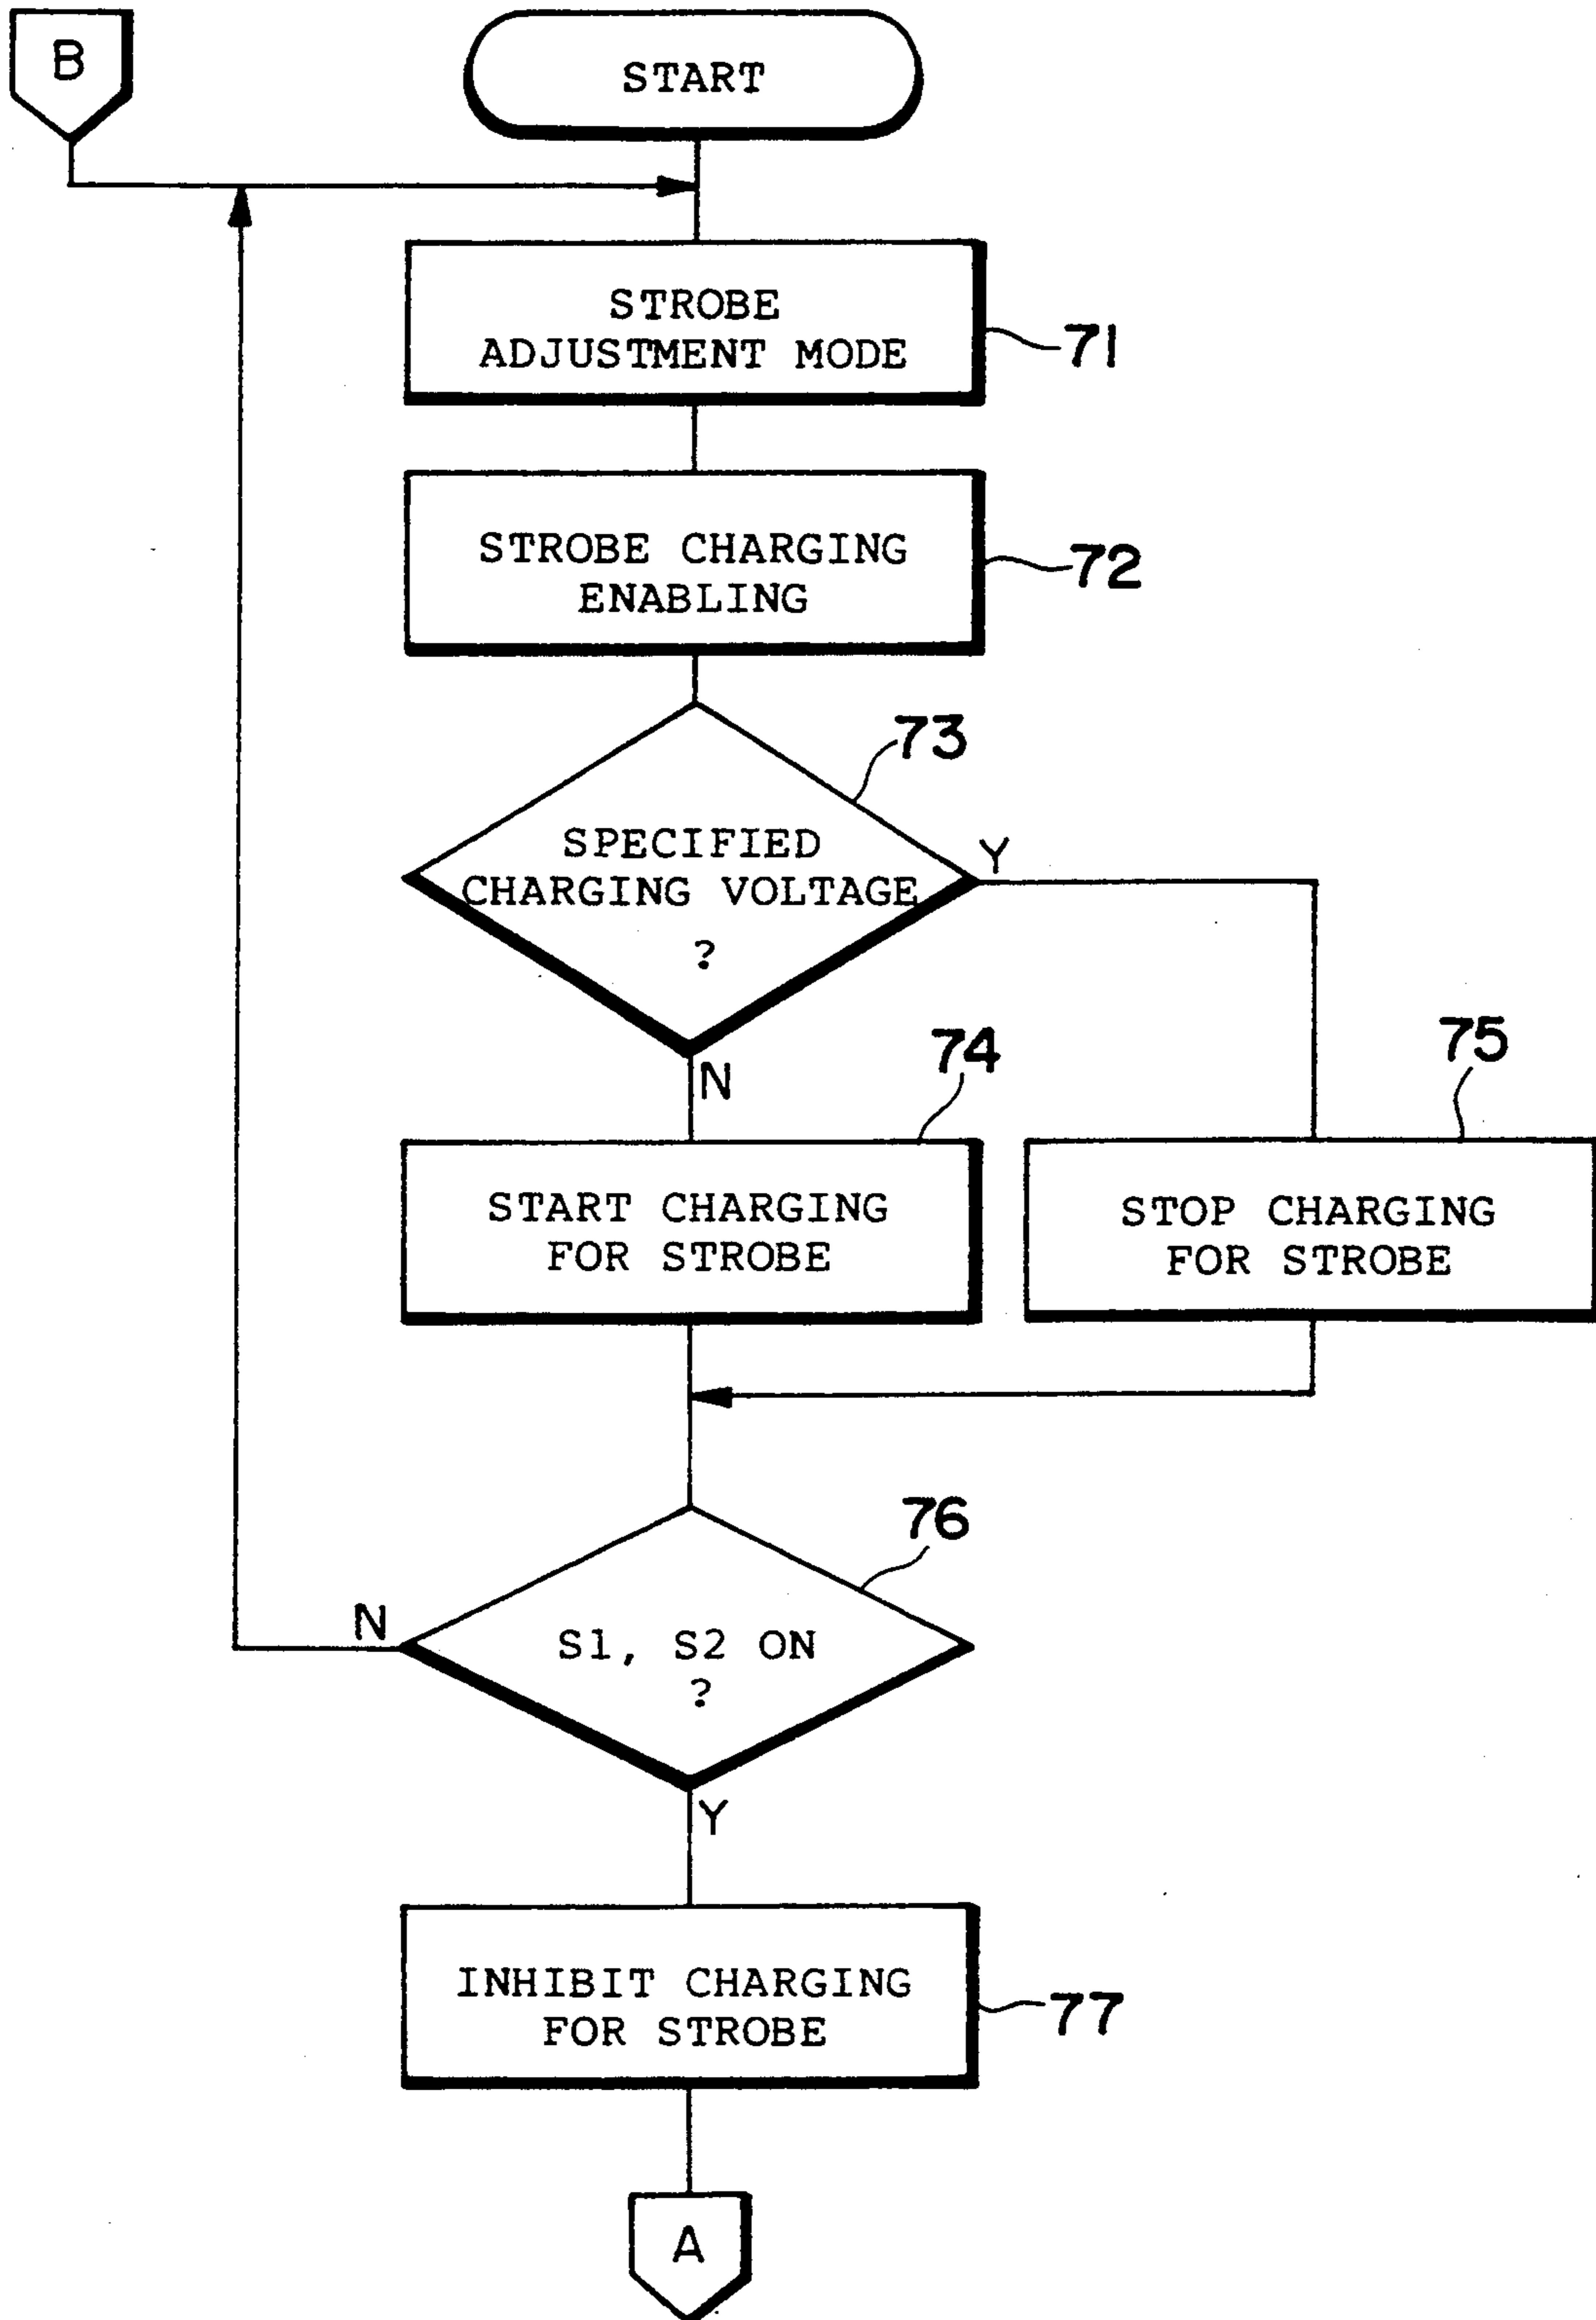 B
START
STROBE
ADJUSTMENT MODE
71
STROBE CHARGING
ENABLING
72
73
SPECIFIED
CHARGING VOLTAGE
?
Y
N
74
START CHARGING
FOR STROBE
75
STOP CHARGING
FOR STROBE
76
S1, S2 ON
?
N
Y
INHIBIT CHARGING
FOR STROBE
77
A